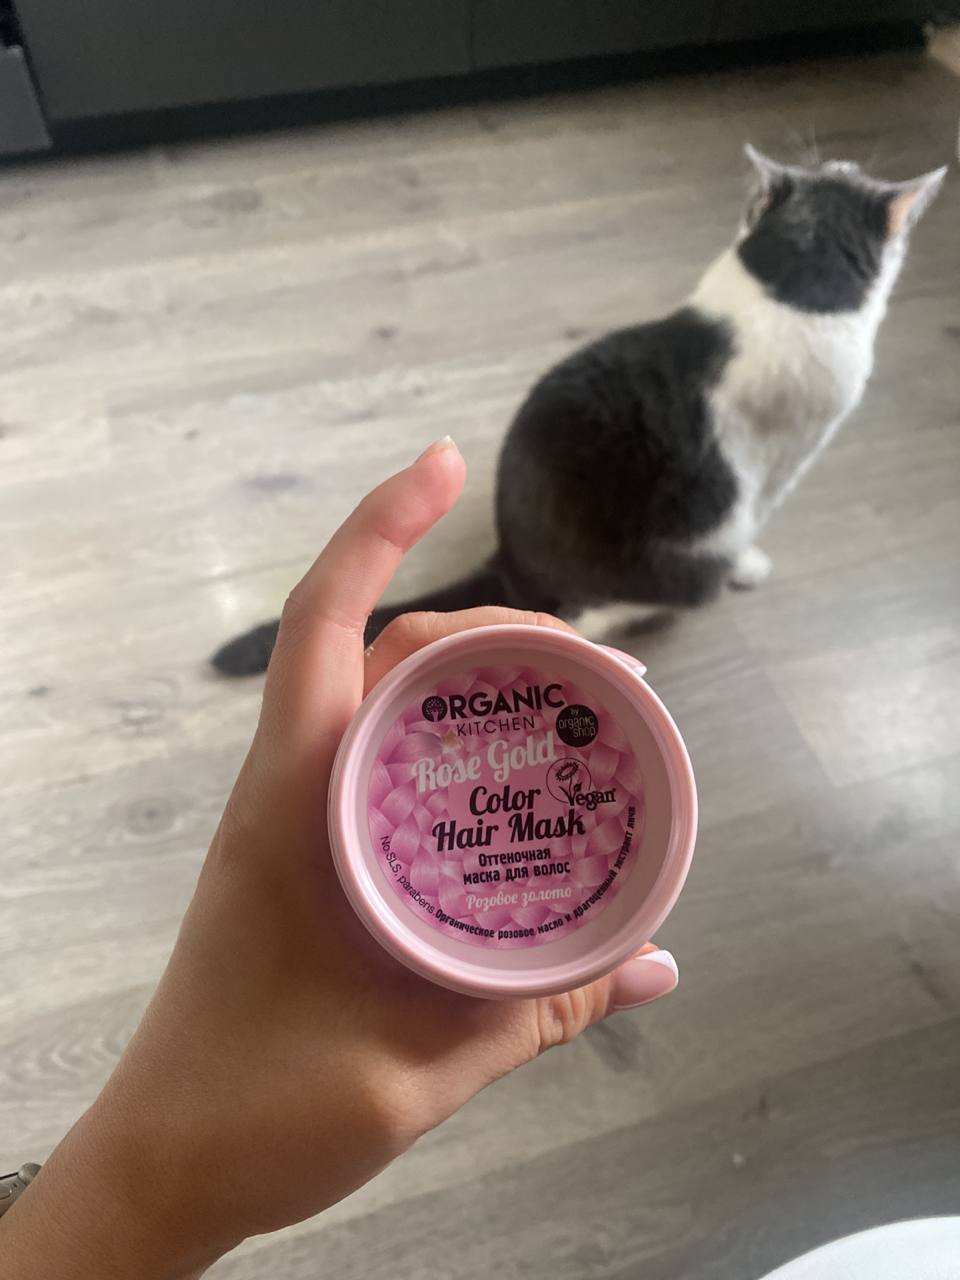 ORGANIC
KITCHEN
by
organic
shop
Rose Gold
Vegan
Color
Hair Mask
Оттеночная
маска для волос
Розовое золото
No SLS, parabens
Органическое розовое масло и драгоценный экстракт личи